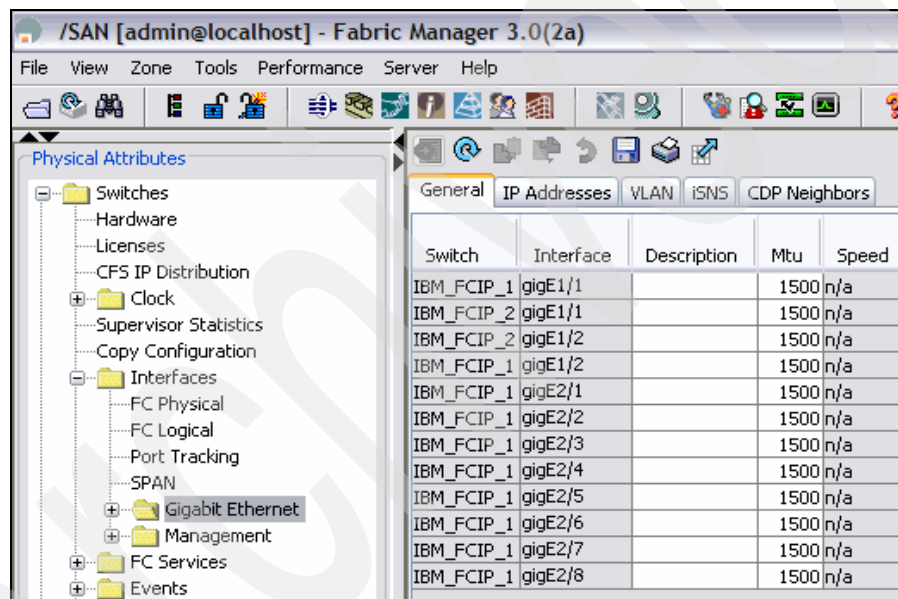 /SAN [admin@localhost] - Fabric Manager 3.0(2a)
File View Zone Tools Performance Server Help
Physical Attributes
Switches
Hardware
Licenses
CFS IP Distribution
Clock
Supervisor Statistics
Copy Configuration
Interfaces
FC Physical
FC Logical
Port Tracking
SPAN
Gigabit Ethernet
Management
FC Services
Events
General IP Addresses VLAN iSNS CDP Neighbors
Switch Interface Description Mtu Speed
IBM_FCIP_1 gigE1/1 1500 n/a
IBM_FCIP_2 gigE1/1 1500 n/a
IBM_FCIP_2 gigE1/2 1500 n/a
IBM_FCIP_1 gigE1/2 1500 n/a
IBM_FCIP_1 gigE2/1 1500 n/a
IBM_FCIP_1 gigE2/2 1500 n/a
IBM_FCIP_1 gigE2/3 1500 n/a
IBM_FCIP_1 gigE2/4 1500 n/a
IBM_FCIP_1 gigE2/5 1500 n/a
IBM_FCIP_1 gigE2/6 1500 n/a
IBM_FCIP_1 gigE2/7 1500 n/a
IBM_FCIP_1 gigE2/8 1500 n/a